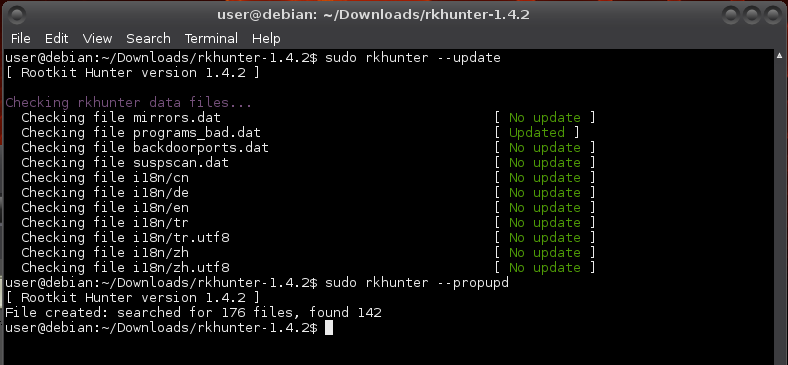 user@debian: ~/Downloads/rkhunter-1.4.2
File Edit View Search Terminal Help
user@debian:~/Downloads/rkhunter-1.4.2$ sudo rkhunter --update
[ Rootkit Hunter version 1.4.2 ]
Checking rkhunter data files...
Checking file mirrors.dat [ No update ]
Checking file programs_bad.dat [ Updated ]
Checking file backdoorports.dat [ No update ]
Checking file suspscan.dat [ No update ]
Checking file i18n/cn [ No update ]
Checking file i18n/de [ No update ]
Checking file i18n/en [ No update ]
Checking file i18n/tr [ No update ]
Checking file i18n/tr.utf8 [ No update ]
Checking file i18n/zh [ No update ]
Checking file i18n/zh.utf8 [ No update ]
user@debian:~/Downloads/rkhunter-1.4.2$ sudo rkhunter --propupd
[ Rootkit Hunter version 1.4.2 ]
File created: searched for 176 files, found 142
user@debian:~/Downloads/rkhunter-1.4.2$